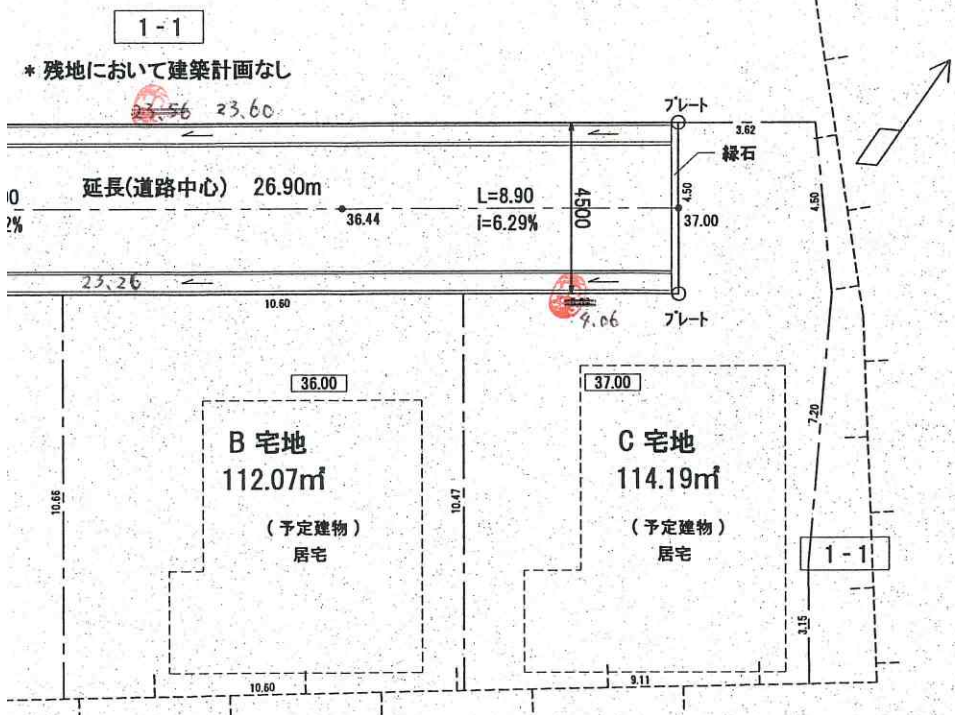 1-1
* 残地において建築計画なし
23.56 23.60
プレート
3.62
縁石
延長(道路中心) 26.90m
L=8.90
i=6.29%
4500
4.50
4.50
2%
36.44
37.00
23.26
10.60
4.06
プレート
36.00
37.00
7.20
B 宅地
112.07㎡
C 宅地
114.19㎡
10.66
10.47
(予定建物)
居宅
(予定建物)
居宅
1-1
3.15
10.60
9.11